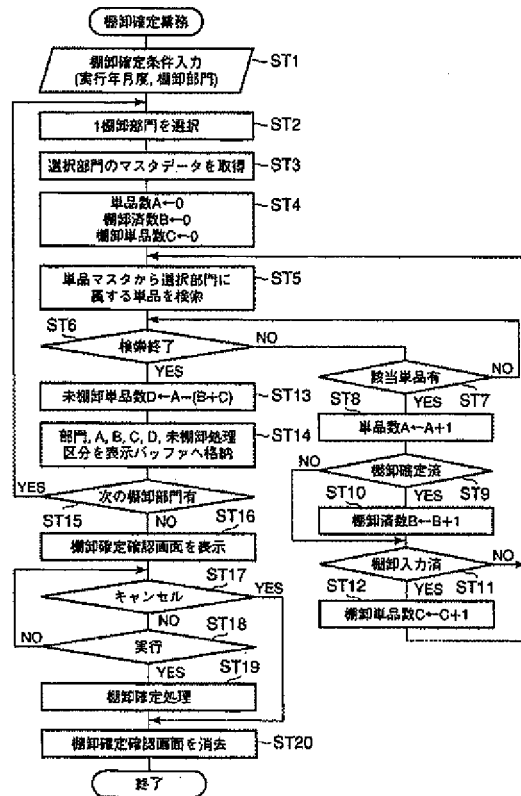 棚卸確定業務
棚卸確定条件入力
(実行年月度, 棚卸部門)
ST1
1棚卸部門を選択
ST2
選択部門のマスタデータを取得
ST3
単品数A←0
棚卸済数B←0
棚卸単品数C←0
ST4
単品マスタから選択部門に
属する単品を検索
ST5
ST6
検索終了
NO
YES
該当単品有
NO
ST7
YES
ST8
単品数A←A+1
未棚卸単品数D←A-(B+C)
ST13
部門, A, B, C, D, 未棚卸処理
区分を表示バッファへ格納
ST14
NO
棚卸確定済
ST9
YES
ST10
棚卸済数B←B+1
YES
次の棚卸部門有
ST15
NO
ST16
棚卸確定確認画面を表示
棚卸入力済
NO
ST11
YES
ST12
棚卸単品数C←C+1
キャンセル
ST17
YES
NO
ST18
NO
実行
YES
ST19
棚卸確定処理
棚卸確定確認画面を消去
ST20
終了